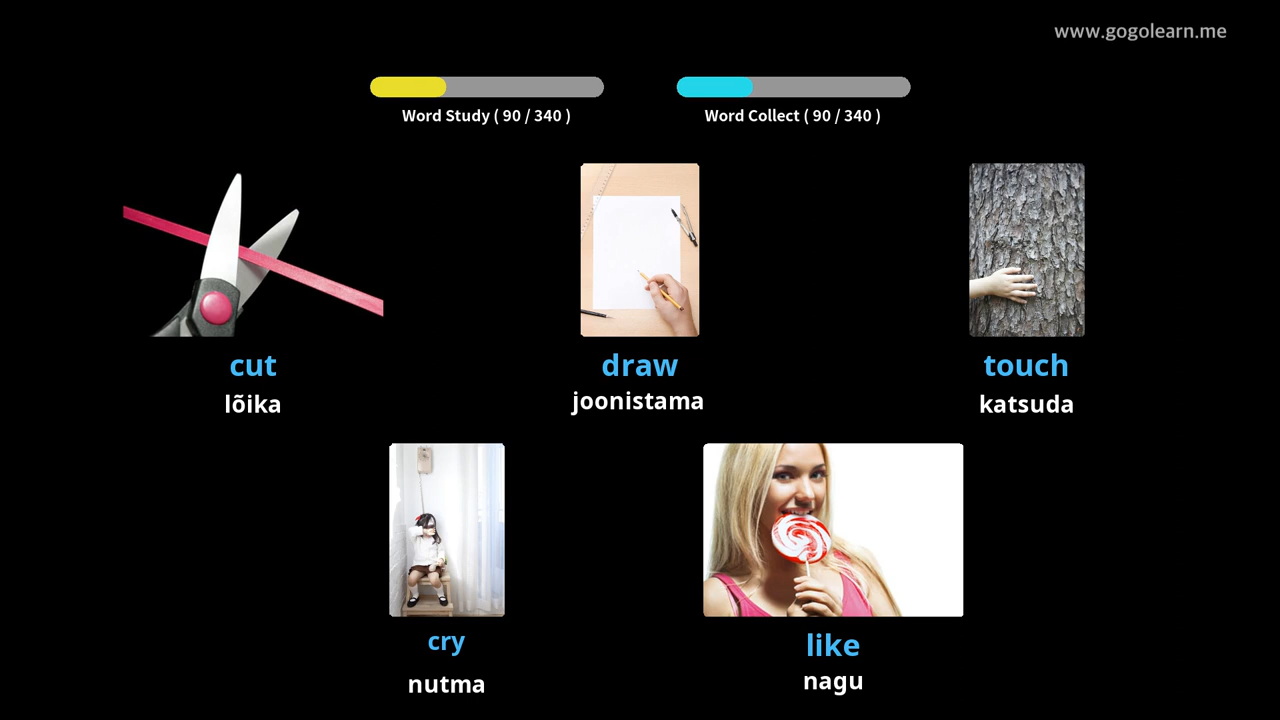 www.gogolearn.me
Word Study ( 90 / 340 )
Word Collect ( 90 / 340 )
cut
lõika
draw
joonistama
touch
katsuda
cry
nutma
like
nagu